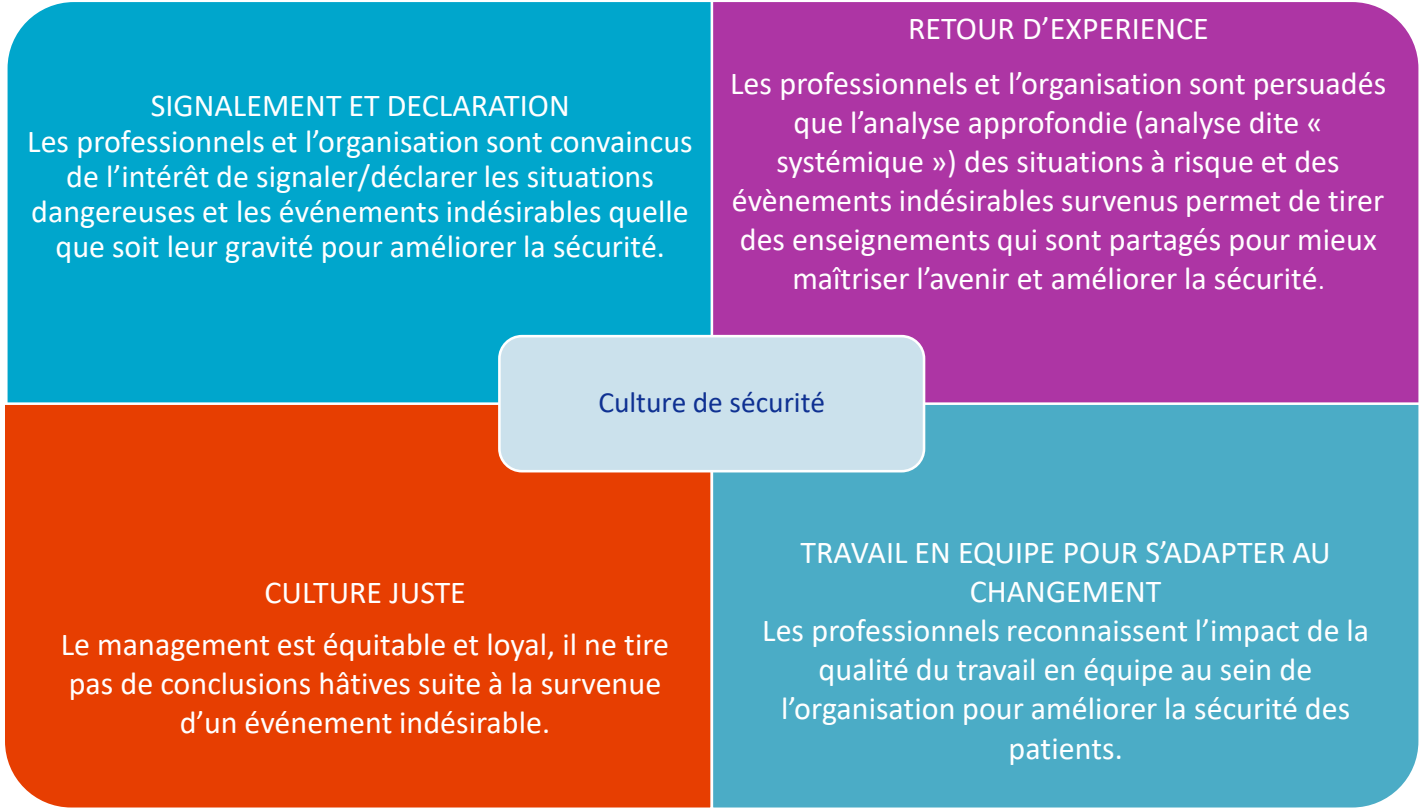 SIGNALEMENT ET DECLARATION
Les professionnels et l’organisation sont convaincus
de l’intérêt de signaler/déclarer les situations
dangereuses et les événements indésirables quelle
que soit leur gravité pour améliorer la sécurité.
RETOUR D’EXPERIENCE
Les professionnels et l’organisation sont persuadés
que l’analyse approfondie (analyse dite «
systémique ») des situations à risque et des
évènements indésirables survenus permet de tirer
des enseignements qui sont partagés pour mieux
maîtriser l’avenir et améliorer la sécurité.
Culture de sécurité
CULTURE JUSTE
Le management est équitable et loyal, il ne tire
pas de conclusions hâtives suite à la survenue
d’un événement indésirable.
TRAVAIL EN EQUIPE POUR S’ADAPTER AU
CHANGEMENT
Les professionnels reconnaissent l’impact de la
qualité du travail en équipe au sein de
l’organisation pour améliorer la sécurité des
patients.